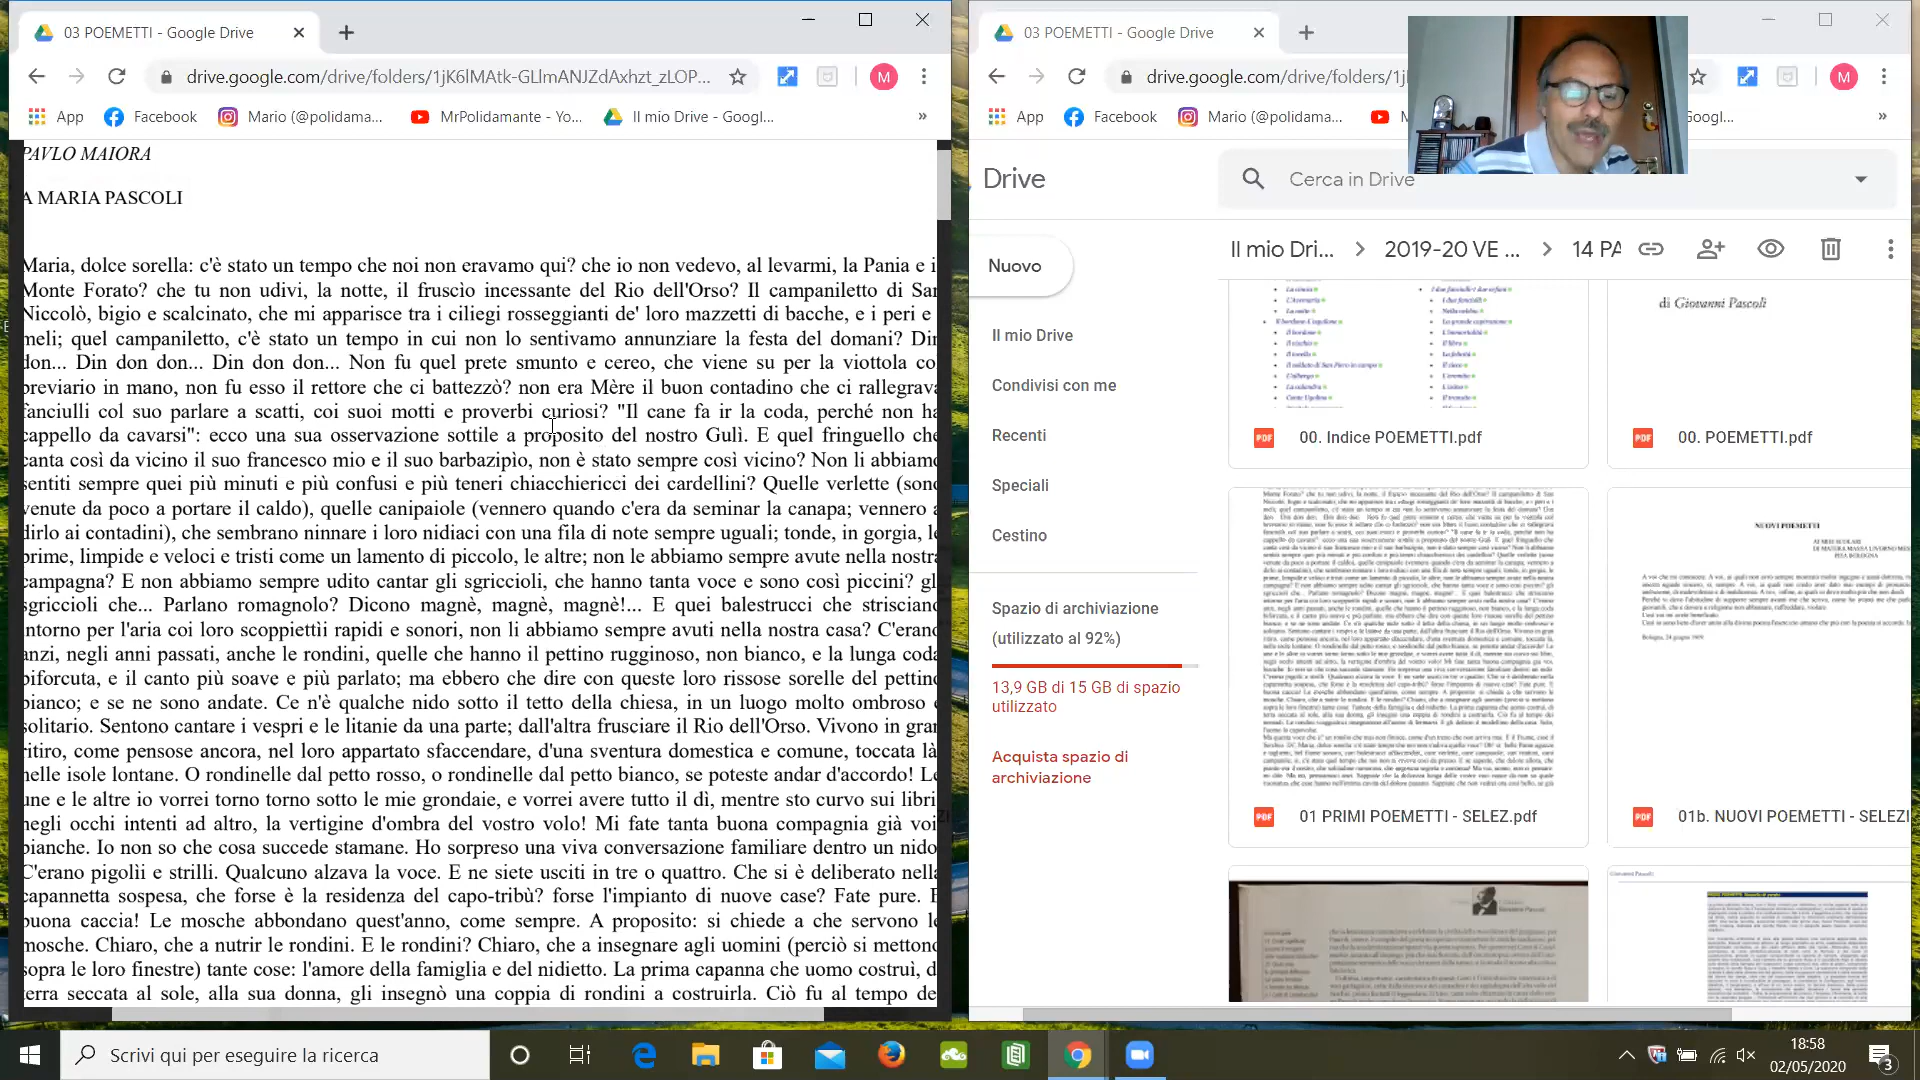 03 POEMETTI - Google Drive
drive.google.com/drive/folders/1jK6lMAtk-GLlmANJZdAxhzt_zLOP...
App Facebook Mario (@polidama... MrPolidamante - Yo... Il mio Drive - Googl... »
PAVLO MAIORA
A MARIA PASCOLI
Maria, dolce sorella: c'è stato un tempo che noi non eravamo qui? che io non vedevo, al levarmi, la Pania e i
Monte Forato? che tu non udivi, la notte, il fruscìo incessante del Rio dell'Orso? Il campaniletto di San
Niccolò, bigio e scalcinato, che mi apparisce tra i ciliegi rosseggianti de' loro mazzetti di bacche, e i peri e
meli; quel campaniletto, c'è stato un tempo in cui non lo sentivamo annunziare la festa del domani? Din
don... Din don don... Din don don... Non fu quel prete smunto e cereo, che viene su per la viottola co
breviario in mano, non fu esso il rettore che ci battezzò? non era Mère il buon contadino che ci rallegrava
fanciulli col suo parlare a scatti, coi suoi motti e proverbi curiosi? "Il cane fa ir la coda, perché non ha
cappello da cavarsi": ecco una sua osservazione sottile a proposito del nostro Gulì. E quel fringuello che
canta così da vicino il suo francesco mio e il suo barbazipìo, non è stato sempre così vicino? Non li abbiamo
sentiti sempre quei più minuti e più confusi e più teneri chiacchiericci dei cardellini? Quelle verlette (sono
venute da poco a portare il caldo), quelle canipaiole (vennero quando c'era da seminar la canapa; vennero a
dirlo ai contadini), che sembrano ninnare i loro nidiaci con una fila di note sempre uguali; tonde, in gorgia, le
prime, limpide e veloci e tristi come un lamento di piccolo, le altre; non le abbiamo sempre avute nella nostra
campagna? E non abbiamo sempre udito cantar gli sgriccioli, che hanno tanta voce e sono così piccini? gl
sgriccioli che... Parlano romagnolo? Dicono magnè, magnè, magnè!... E quei balestrucci che strisciano
intorno per l'aria coi loro scoppiettìi rapidi e sonori, non li abbiamo sempre avuti nella nostra casa? C'erano
anzi, negli anni passati, anche le rondini, quelle che hanno il pettino rugginoso, non bianco, e la lunga coda
biforcuta, e il canto più soave e più parlato; ma ebbero che dire con queste loro rissose sorelle del pettino
bianco; e se ne sono andate. Ce n'è qualche nido sotto il tetto della chiesa, in un luogo molto ombroso e
solitario. Sentono cantare i vespri e le litanie da una parte; dall'altra frusciare il Rio dell'Orso. Vivono in gran
ritiro, come pensose ancora, nel loro appartato sfaccendare, d'una sventura domestica e comune, toccata là
nelle isole lontane. O rondinelle dal petto rosso, o rondinelle dal petto bianco, se poteste andar d'accordo! Le
une e le altre io vorrei torno torno sotto le mie grondaie, e vorrei avere tutto il dì, mentre sto curvo sui libri
negli occhi intenti ad altro, la vertigine d'ombra del vostro volo! Mi fate tanta buona compagnia già voi
bianche. Io non so che cosa succede stamane. Ho sorpreso una viva conversazione familiare dentro un nido
C'erano pigolìi e strilli. Qualcuno alzava la voce. E ne siete usciti in tre o quattro. Che si è deliberato nella
capannetta sospesa, che forse è la residenza del capo-tribù? forse l'impianto di nuove case? Fate pure. E
buona caccia! Le mosche abbondano quest'anno, come sempre. A proposito: si chiede a che servono le
mosche. Chiaro, che a nutrir le rondini. E le rondini? Chiaro, che a insegnare agli uomini (perciò si mettono
sopra le loro finestre) tante cose: l'amore della famiglia e del nidietto. La prima capanna che uomo costruì, d
terra seccata al sole, alla sua donna, gli insegnò una coppia di rondini a costruirla. Ciò fu al tempo de
03 POEMETTI - Google Drive
drive.google.com/drive/folders/1j
App Facebook Mario (@polidama... Googl... »
Drive
Cerca in Drive
Nuovo
Il mio Dri... 2019-20 VE ... 14 PA
Il mio Drive
Condivisi con me
Recenti
Speciali
Cestino
Spazio di archiviazione
(utilizzato al 92%)
13,9 GB di 15 GB di spazio
utilizzato
Acquista spazio di
archiviazione
di Giovanni Pascoli
00. Indice POEMETTI.pdf
00. POEMETTI.pdf
NUOVI POEMETTI
01 PRIMI POEMETTI - SELEZ.pdf
01b. NUOVI POEMETTI - SELEZI
Scrivi qui per eseguire la ricerca
18:58
02/05/2020
3